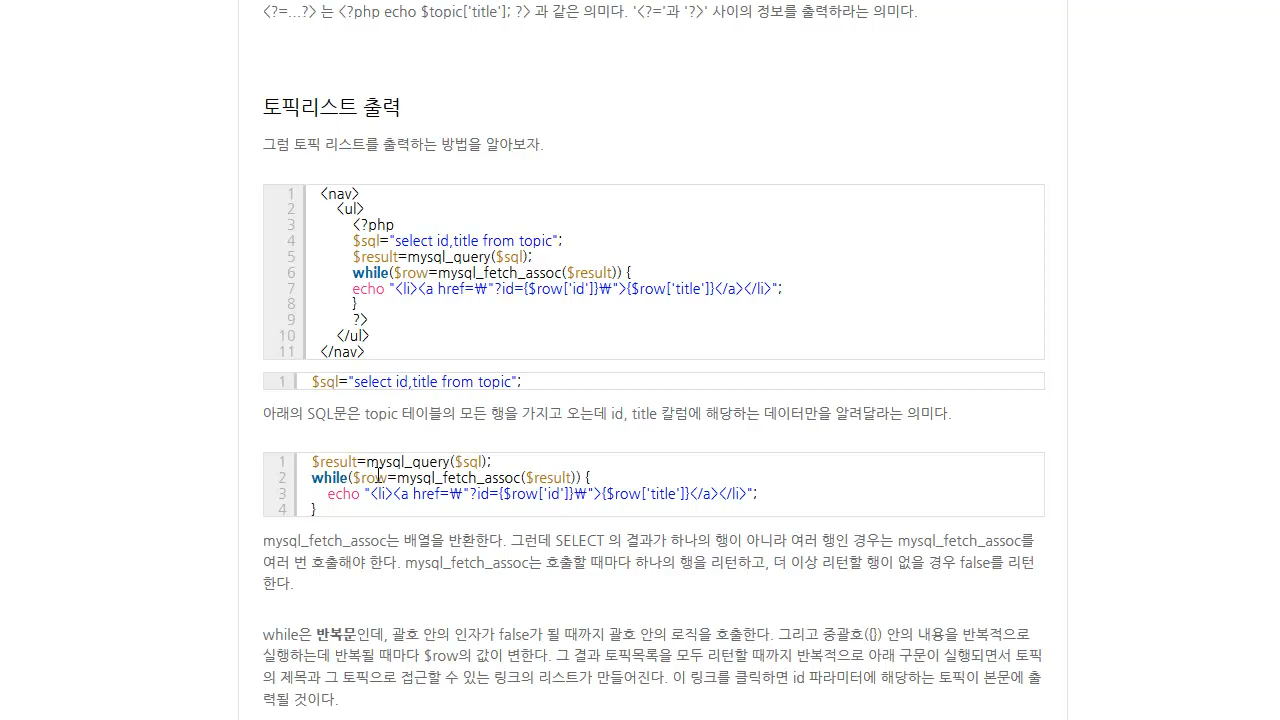 <?=...?> 는 <?php echo $topic['title']; ?> 과 같은 의미다. '<?='과 '?>' 사이의 정보를 출력하라는 의미다.
토픽리스트 출력
그럼 토픽 리스트를 출력하는 방법을 알아보자.
1 <nav>
2 <ul>
3 <?php
4 $sql="select id,title from topic";
5 $result=mysql_query($sql);
6 while($row=mysql_fetch_assoc($result)) {
7 echo "<li><a href=₩"?id={$row['id']}₩">{$row['title']}</a></li>";
8 }
9 ?>
10 </ul>
11 </nav>
1 $sql="select id,title from topic";
아래의 SQL문은 topic 테이블의 모든 행을 가지고 오는데 id, title 칼럼에 해당하는 데이터만을 알려달라는 의미다.
1 $result=mysql_query($sql);
2 while($row=mysql_fetch_assoc($result)) {
3 echo "<li><a href=₩"?id={$row['id']}₩">{$row['title']}</a></li>";
4 }
mysql_fetch_assoc는 배열을 반환한다. 그런데 SELECT 의 결과가 하나의 행이 아니라 여러 행인 경우는 mysql_fetch_assoc를
여러 번 호출해야 한다. mysql_fetch_assoc는 호출할 때마다 하나의 행을 리턴하고, 더 이상 리턴할 행이 없을 경우 false를 리턴
한다.
while은 반복문인데, 괄호 안의 인자가 false가 될 때까지 괄호 안의 로직을 호출한다. 그리고 중괄호({}) 안의 내용을 반복적으로
실행하는데 반복될 때마다 $row의 값이 변한다. 그 결과 토픽목록을 모두 리턴할 때까지 반복적으로 아래 구문이 실행되면서 토픽
의 제목과 그 토픽으로 접근할 수 있는 링크의 리스트가 만들어진다. 이 링크를 클릭하면 id 파라미터에 해당하는 토픽이 본문에 출
력될 것이다.